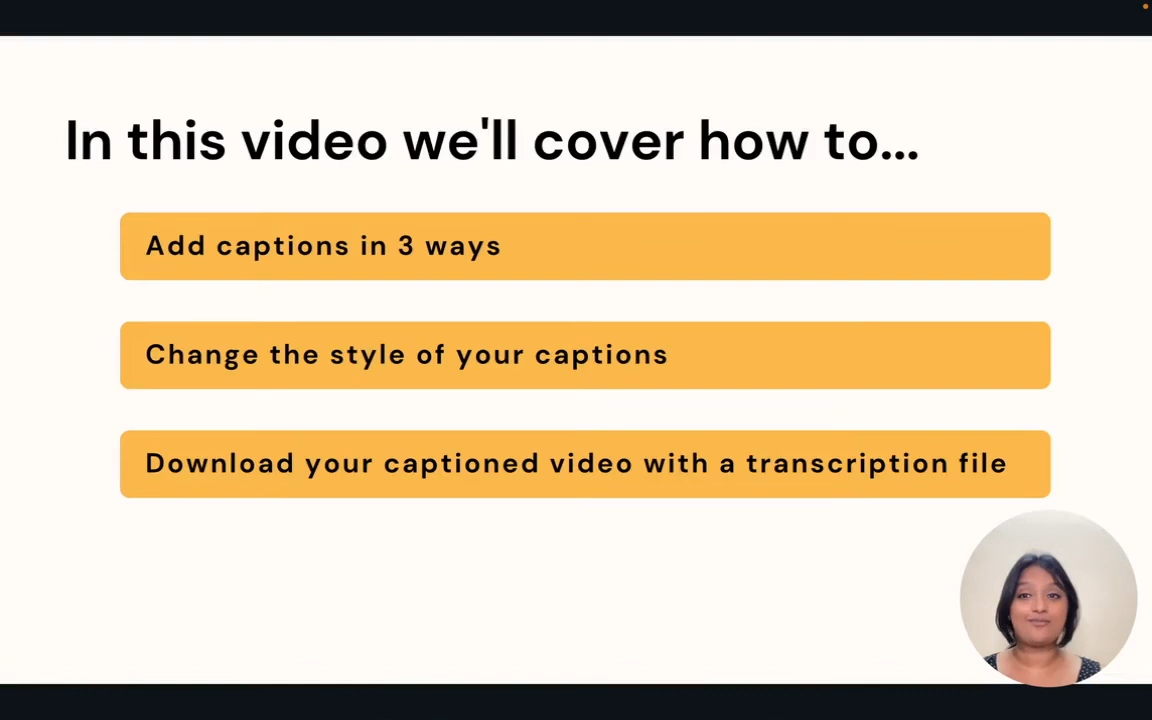 In this video we'll cover how to...
Add captions in 3 ways
Change the style of your captions
Download your captioned video with a transcription file